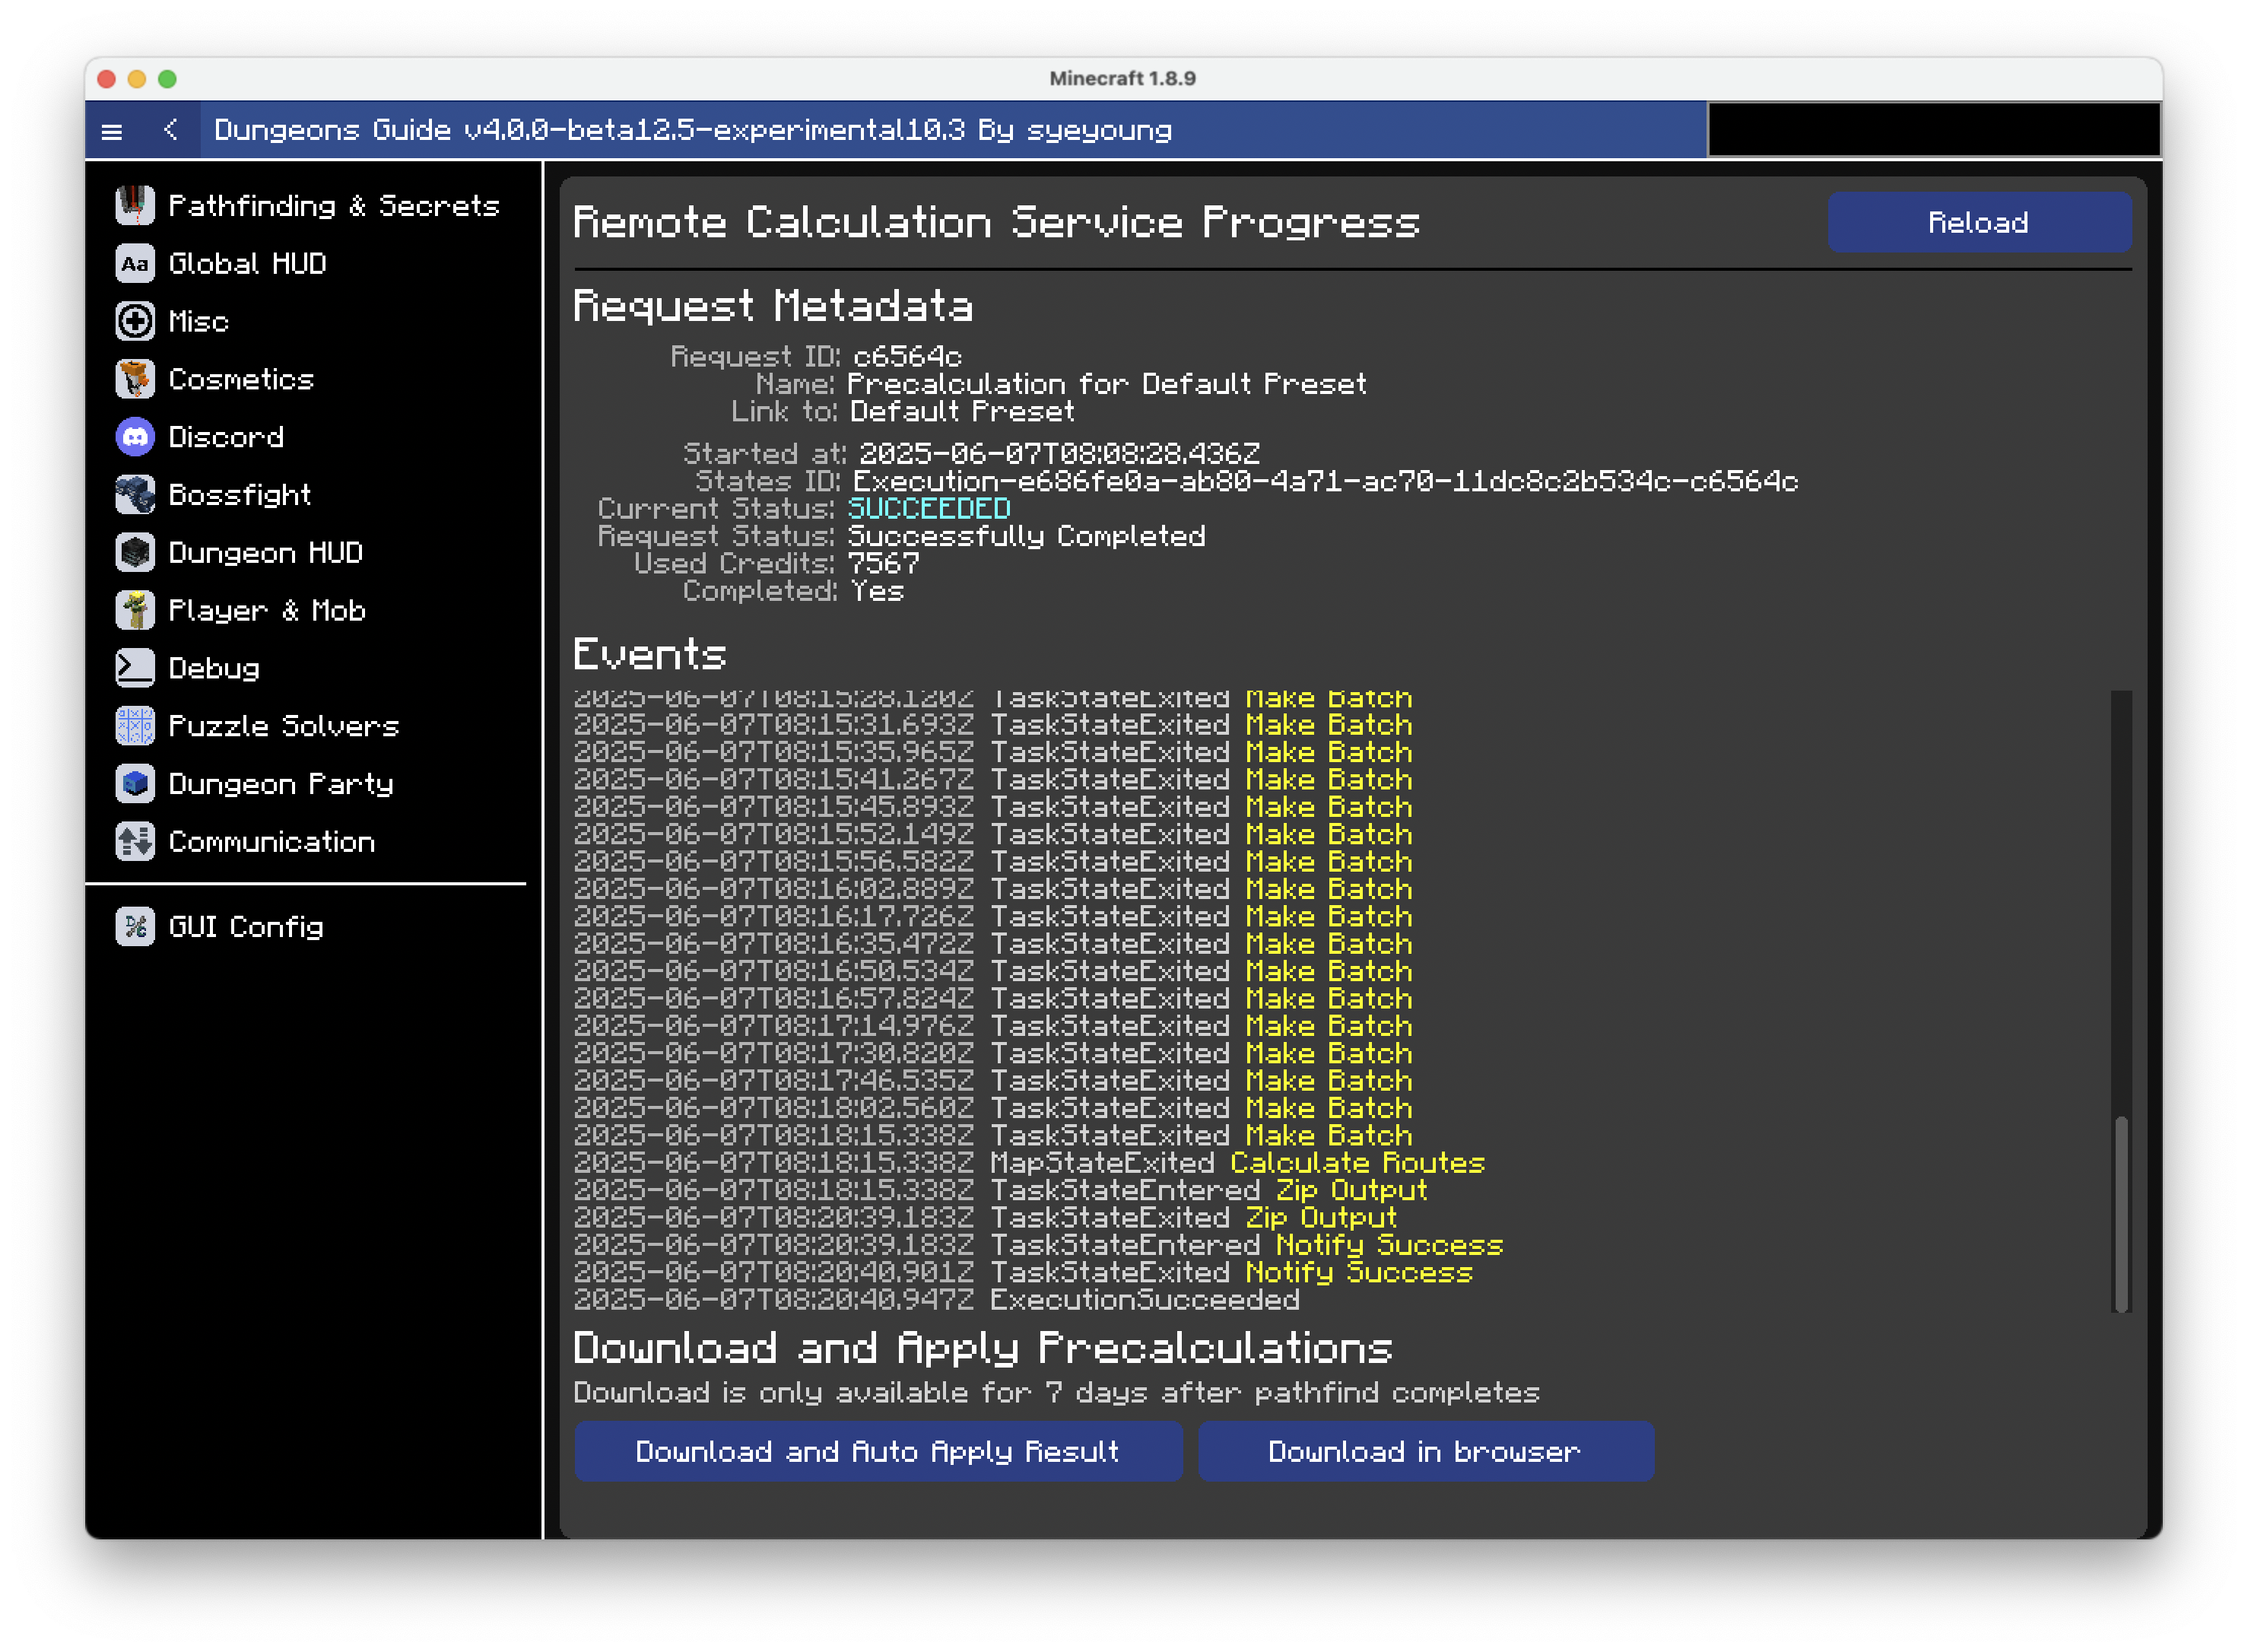 Minecraft 1.8.9
Dungeons Guide v4.0.0-beta12.5-experimental10.3 By syeyoung
Pathfinding & Secrets
Aa Global HUD
Misc
Cosmetics
Discord
Bossfight
Dungeon HUD
Player & Mob
Debug
Puzzle Solvers
Dungeon Party
Communication
GUI Config
Remote Calculation Service Progress
Reload
Request Metadata
Request ID: c6564c
Name: Precalculation for Default Preset
Link to: Default Preset
Started at: 2025-06-07T08:08:28.436Z
States ID: Execution-e686fe0a-ab80-4a71-ac70-11dc8c2b534c-c6564c
Current Status: SUCCEEDED
Request Status: Successfully Completed
Used Credits: 7567
Completed: Yes
Events
2025-06-07T08:15:28.120Z TaskStateExited Make Batch
2025-06-07T08:15:31.693Z TaskStateExited Make Batch
2025-06-07T08:15:35.965Z TaskStateExited Make Batch
2025-06-07T08:15:41.267Z TaskStateExited Make Batch
2025-06-07T08:15:45.893Z TaskStateExited Make Batch
2025-06-07T08:15:52.149Z TaskStateExited Make Batch
2025-06-07T08:15:56.582Z TaskStateExited Make Batch
2025-06-07T08:16:02.889Z TaskStateExited Make Batch
2025-06-07T08:16:17.726Z TaskStateExited Make Batch
2025-06-07T08:16:35.472Z TaskStateExited Make Batch
2025-06-07T08:16:50.534Z TaskStateExited Make Batch
2025-06-07T08:16:57.824Z TaskStateExited Make Batch
2025-06-07T08:17:14.976Z TaskStateExited Make Batch
2025-06-07T08:17:30.820Z TaskStateExited Make Batch
2025-06-07T08:17:46.535Z TaskStateExited Make Batch
2025-06-07T08:18:02.560Z TaskStateExited Make Batch
2025-06-07T08:18:15.338Z TaskStateExited Make Batch
2025-06-07T08:18:15.338Z MapStateExited Calculate Routes
2025-06-07T08:18:15.338Z TaskStateEntered Zip Output
2025-06-07T08:20:39.183Z TaskStateExited Zip Output
2025-06-07T08:20:39.183Z TaskStateEntered Notify Success
2025-06-07T08:20:40.901Z TaskStateExited Notify Success
2025-06-07T08:20:40.947Z ExecutionSucceeded
Download and Apply Precalculations
Download is only available for 7 days after pathfind completes
Download and Auto Apply Result
Download in browser